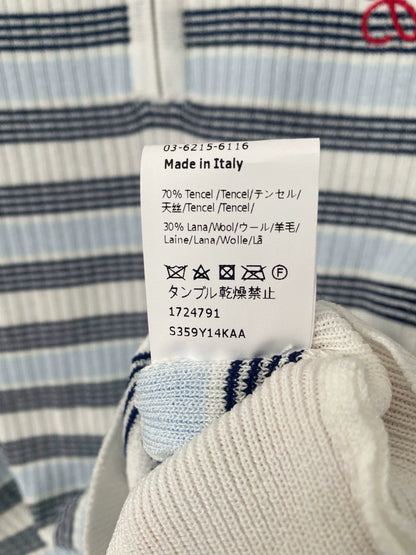 03-6215-6116
Made in Italy
70% Tencel /Tencel/テンセル/
天丝/Tencel /Tencel/
30% Lana/Wool/ウール/羊毛/
Laine/Lana/Wolle/Lã
F
タンブル乾燥禁止
1724791
S359Y14KAA